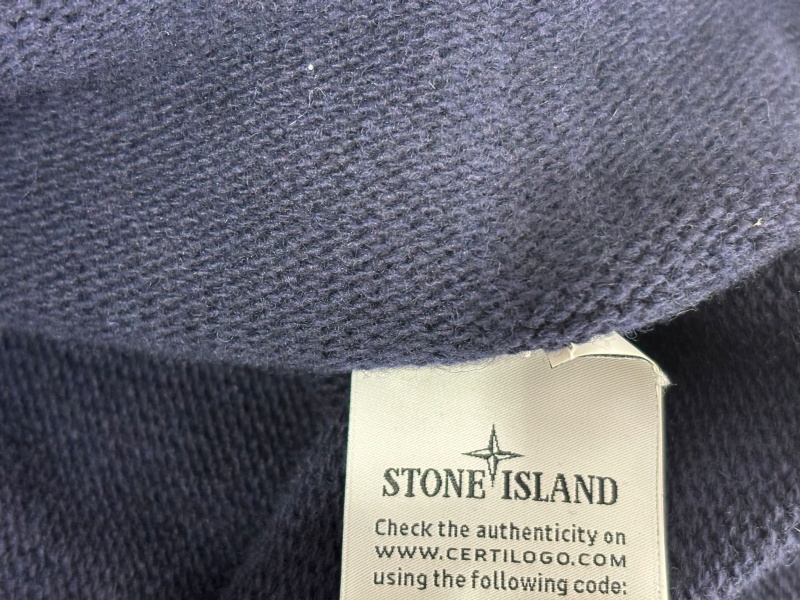 STONE ISLAND
Check the authenticity on
WWW.CERTILOGO.COM
using the following code: